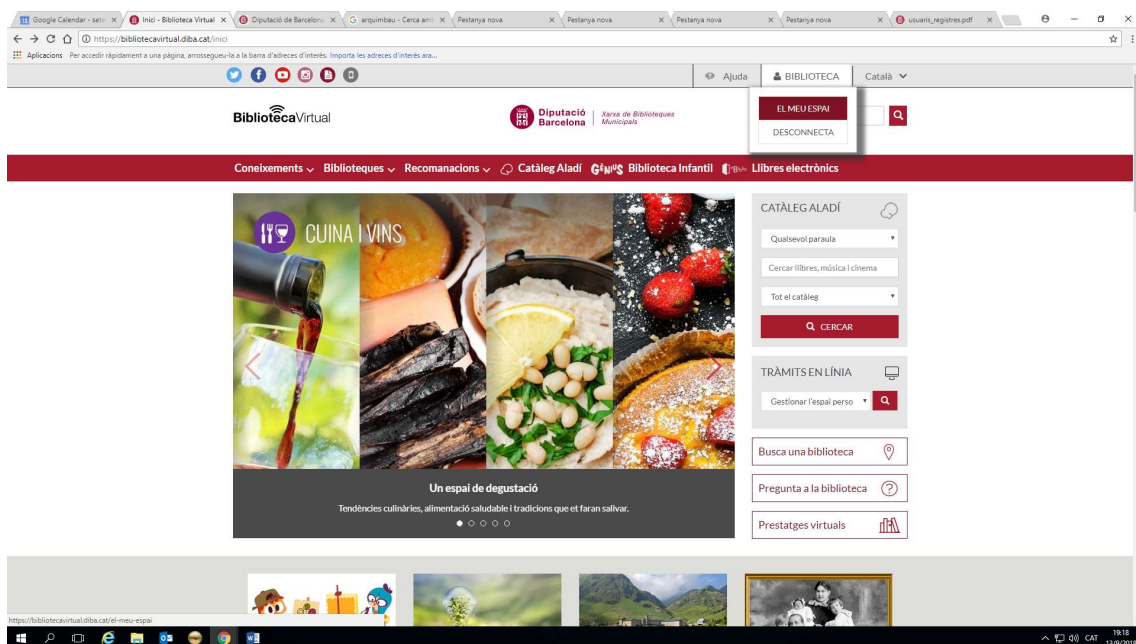 Google Calendar - sete
Inici - Biblioteca Virtual
Diputació de Barcelona
arquimbau - Cerca amb
Pestanya nova
Pestanya nova
Pestanya nova
Pestanya nova
usuaris_registres.pdf
https://bibliotecavirtual.diba.cat/inici
Aplicacions Per accedir ràpidament a una pàgina, arrossegueu-la a la barra d'adreces d'interès. Importa les adreces d'interès ara...
Ajuda
BIBLIOTECA
Català
EL MEU ESPAI
DESCONNECTA
BibliotecaVirtual
Diputació
Barcelona
Xarxa de Biblioteques
Municipals
Coneixements Biblioteques Recomanacions Catàleg Aladí GÈNIUS Biblioteca Infantil Llibres electrònics
CUINA I VINS
Un espai de degustació
Tendències culinàries, alimentació saludable i tradicions que et faran salivar.
CATÀLEG ALADÍ
Qualsevol paraula
Cercar llibres, música i cinema
Tot el catàleg
CERCAR
TRÀMITS EN LÍNIA
Gestionar l'espai perso
Busca una biblioteca
Pregunta a la biblioteca
Prestatges virtuals
https://bibliotecavirtual.diba.cat/el-meu-espai
CAT
19:18